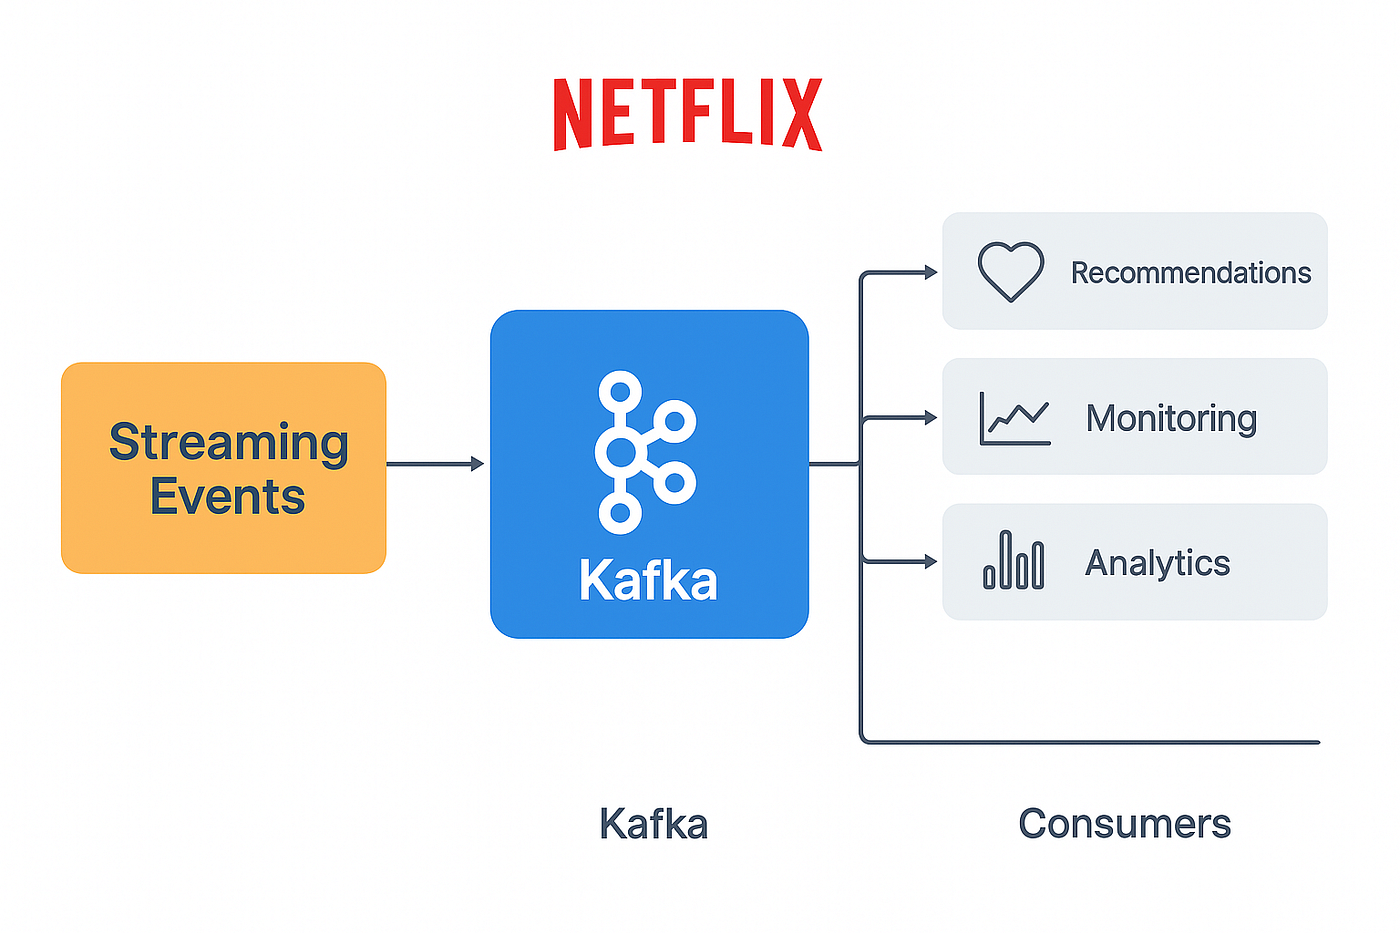 NETFLIX
Streaming
Events
Kafka
Recommendations
Monitoring
Analytics
Kafka
Consumers